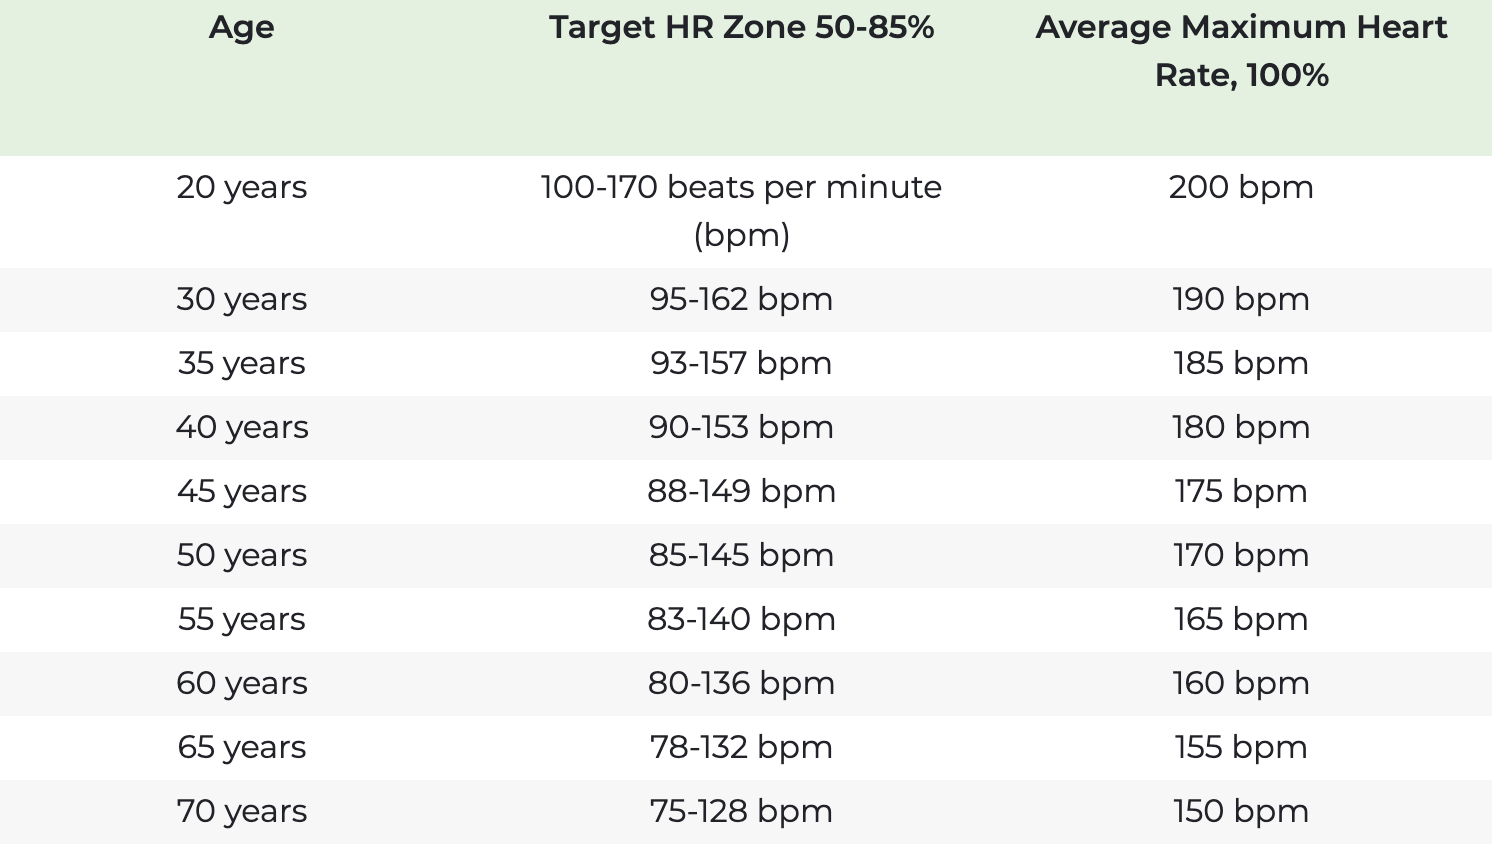 Age Target HR Zone 50-85% Average Maximum Heart
Rate, 100%
20 years 100-170 beats per minute 200 bpm
(bpm)
30 years 95-162 bpm 190 bpm
35 years 93-157 bpm 185 bpm
40 years 90-153 bpm 180 bpm
45 years 88-149 bpm 175 bpm
50 years 85-145 bpm 170 bpm
55 years 83-140 bpm 165 bpm
60 years 80-136 bpm 160 bpm
65 years 78-132 bpm 155 bpm
70 years 75-128 bpm 150 bpm